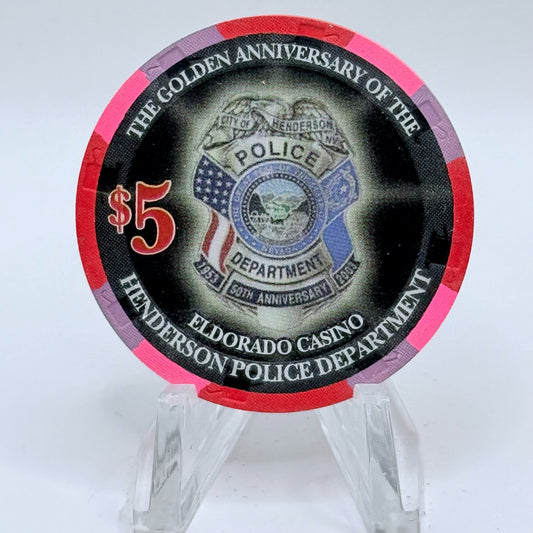 THE GOLDEN ANNIVERSARY OF THE
CITY OF HENDERSON
POLICE
$5
NEVADA
DEPARTMENT
1953 50TH ANNIVERSARY 2003
ELDORADO CASINO
HENDERSON POLICE DEPARTMENT